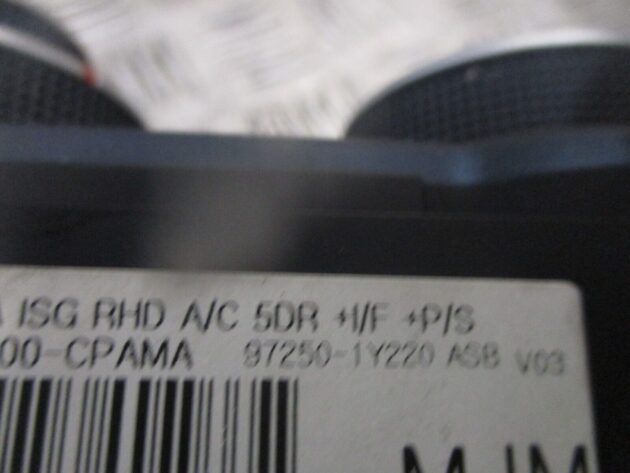 A ISG RHD A/C 5DR +I/F +P/S
00-CPAMA 97250-1Y220 ASB V03